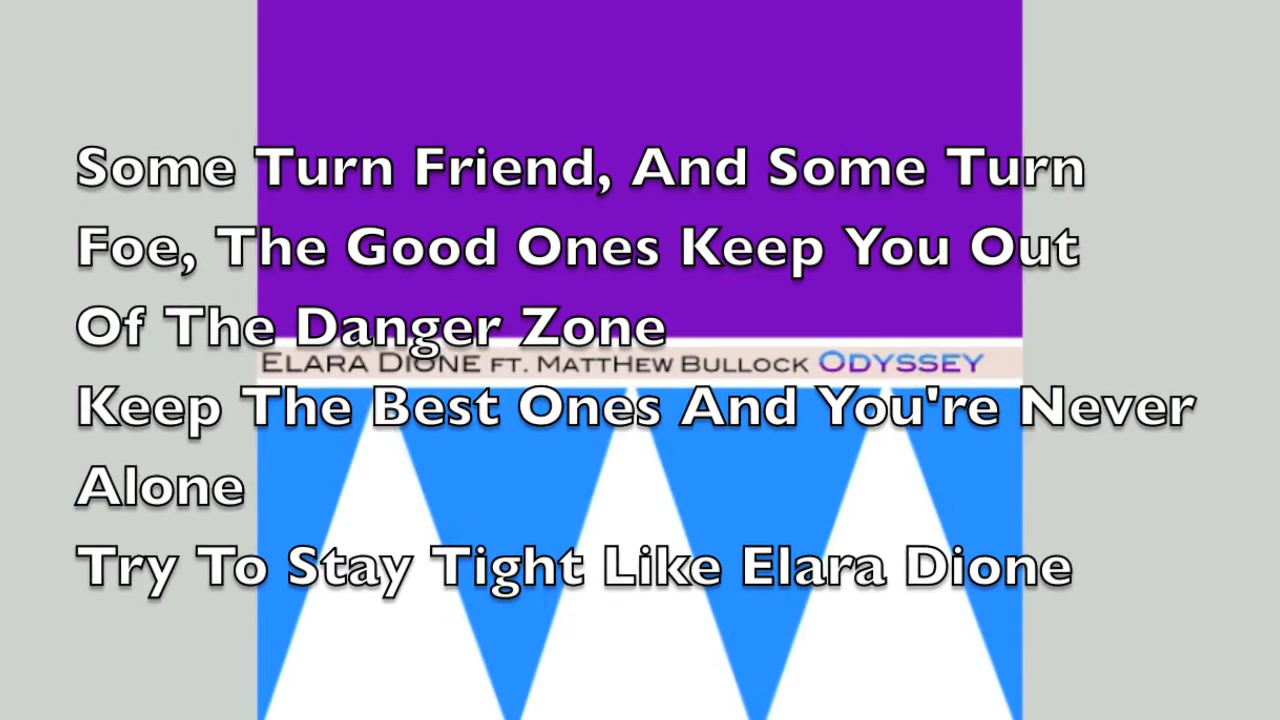 Some Turn Friend, And Some Turn
Foe, The Good Ones Keep You Out
Of The Danger Zone
Elara Dione ft. Matthew Bullock Odyssey
Keep The Best Ones And You're Never
Alone
Try To Stay Tight Like Elara Dione